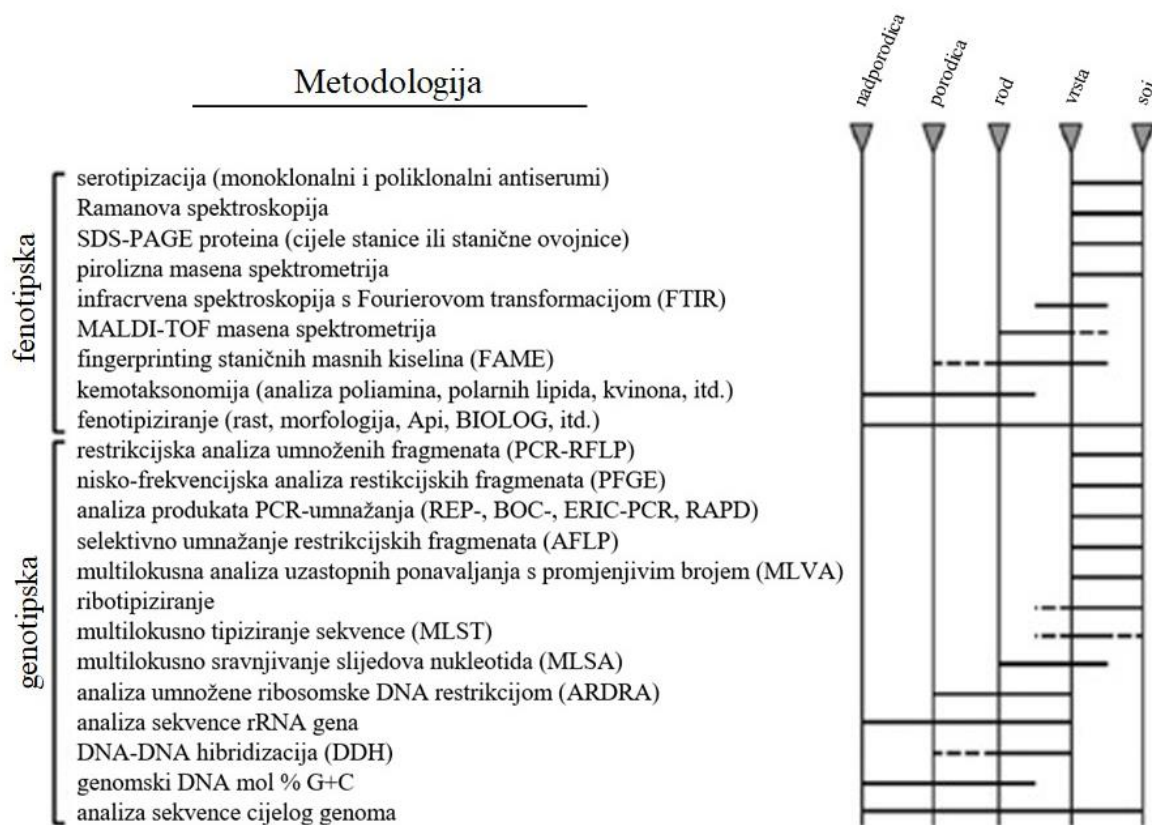 Metodologija
nadporodica
porodica
rod
vrsta
soj
fenotipska
serotipizacija (monoklonalni i poliklonalni antiserumi)
Ramanova spektroskopija
SDS-PAGE proteina (cijele stanice ili stanične ovojnice)
pirolizna masena spektrometrija
infracrvena spektroskopija s Fourierovom transformacijom (FTIR)
MALDI-TOF masena spektrometrija
fingerprinting staničnih masnih kiselina (FAME)
kemotaksonomija (analiza poliamina, polarnih lipida, kvinona, itd.)
fenotipiziranje (rast, morfologija, Api, BIOLOG, itd.)
genotipska
restrikcijska analiza umnoženih fragmenata (PCR-RFLP)
nisko-frekvencijska analiza restikcijskih fragmenata (PFGE)
analiza produkata PCR-umnažanja (REP-, BOC-, ERIC-PCR, RAPD)
selektivno umnažanje restrikcijskih fragmenata (AFLP)
multilokusna analiza uzastopnih ponavaljanja s promjenjivim brojem (MLVA)
ribotipiziranje
multilokusno tipiziranje sekvence (MLST)
multilokusno sravnjivanje slijedova nukleotida (MLSA)
analiza umnožene ribosomske DNA restrikcijom (ARDRA)
analiza sekvence rRNA gena
DNA-DNA hibridizacija (DDH)
genomski DNA mol % G+C
analiza sekvence cijelog genoma